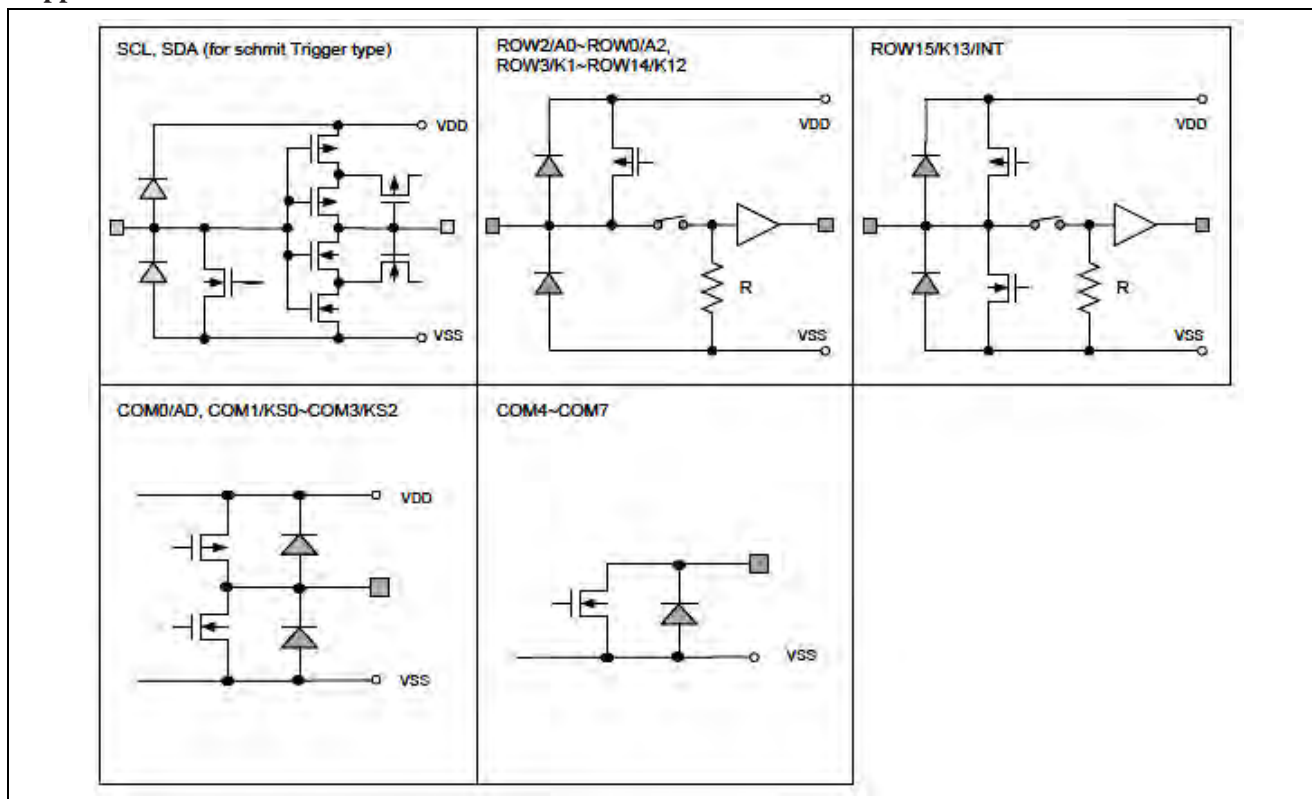 SCL, SDA (for schmit Trigger type)
VDD
VSS
ROW2/A0~ROW0/A2,
ROW3/K1~ROW14/K12
VDD
R
VSS
ROW15/K13/INT
VDD
R
VSS
COM0/AD, COM1/KS0~COM3/KS2
VDD
VSS
COM4~COM7
VSS